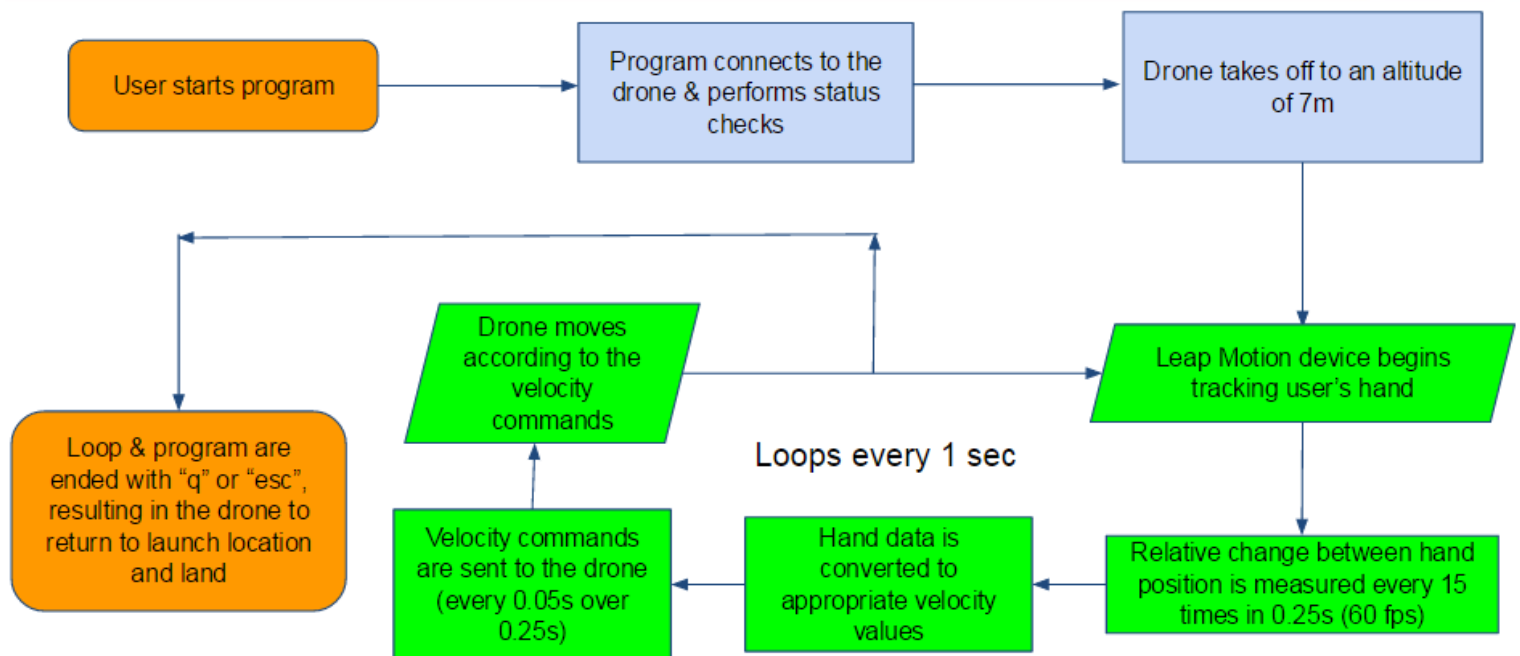 User starts program
Program connects to the
drone & performs status
checks
Drone takes off to an altitude
of 7m
Drone moves
according to the
velocity
commands
Leap Motion device begins
tracking user’s hand
Loop & program are
ended with “q” or “esc”,
resulting in the drone to
return to launch location
and land
Loops every 1 sec
Velocity commands
are sent to the drone
(every 0.05s over
0.25s)
Hand data is
converted to
appropriate velocity
values
Relative change between hand
position is measured every 15
times in 0.25s (60 fps)